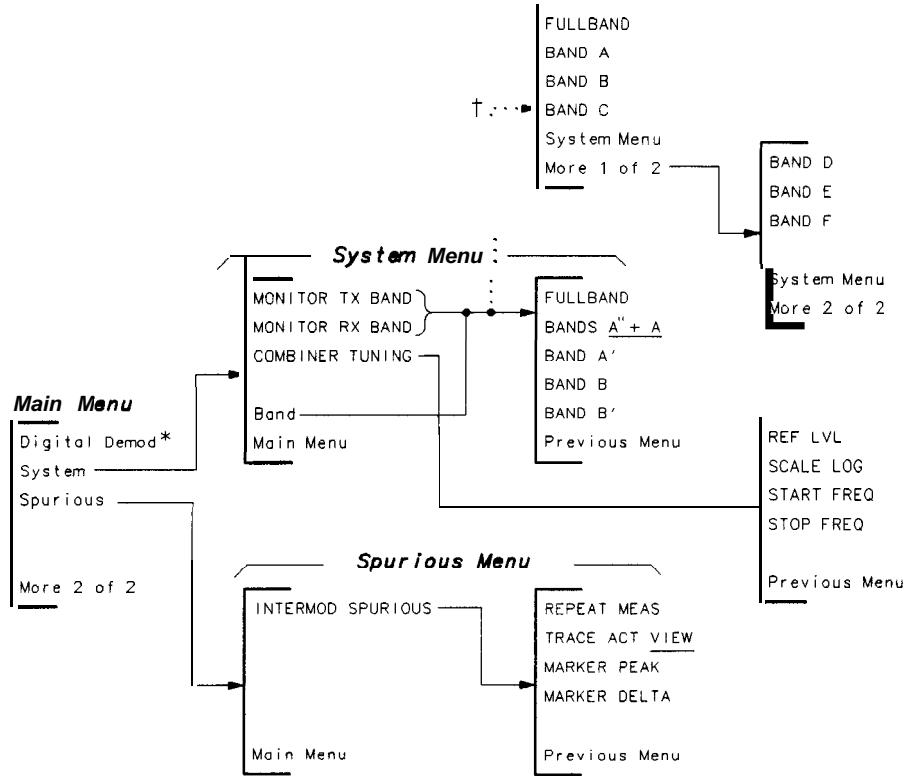 FULLBAND
BAND A
BAND B
† BAND C
System Menu
More 1 of 2
BAND D
BAND E
BAND F
System Menu
More 2 of 2
System Menu
MONITOR TX BAND
MONITOR RX BAND
COMBINER TUNING
Band
Main Menu
FULLBAND
BANDS A" + A
BAND A'
BAND B
BAND B'
Previous Menu
Main Menu
Digital Demod*
System
Spurious
More 2 of 2
REF LVL
SCALE LOG
START FREQ
STOP FREQ
Previous Menu
Spurious Menu
INTERMOD SPURIOUS
Main Menu
REPEAT MEAS
TRACE ACT VIEW
MARKER PEAK
MARKER DELTA
Previous Menu